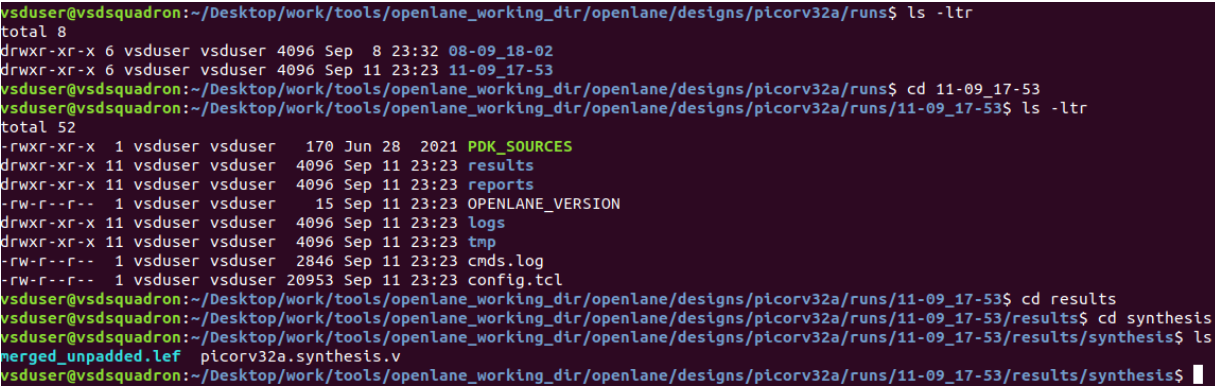 vsduser@vsdsquadron:~/Desktop/work/tools/openlane_working_dir/openlane/designs/picorv32a/runs$ ls -ltr
total 8
drwxr-xr-x 6 vsduser vsduser 4096 Sep  8 23:32 08-09_18-02
drwxr-xr-x 6 vsduser vsduser 4096 Sep 11 23:23 11-09_17-53
vsduser@vsdsquadron:~/Desktop/work/tools/openlane_working_dir/openlane/designs/picorv32a/runs$ cd 11-09_17-53
vsduser@vsdsquadron:~/Desktop/work/tools/openlane_working_dir/openlane/designs/picorv32a/runs/11-09_17-53$ ls -ltr
total 52
-rwxr-xr-x  1 vsduser vsduser   170 Jun 28  2021 PDK_SOURCES
drwxr-xr-x 11 vsduser vsduser  4096 Sep 11 23:23 results
drwxr-xr-x 11 vsduser vsduser  4096 Sep 11 23:23 reports
-rw-r--r--  1 vsduser vsduser    15 Sep 11 23:23 OPENLANE_VERSION
drwxr-xr-x 11 vsduser vsduser  4096 Sep 11 23:23 logs
drwxr-xr-x 11 vsduser vsduser  4096 Sep 11 23:23 tmp
-rw-r--r--  1 vsduser vsduser  2846 Sep 11 23:23 cmds.log
-rw-r--r--  1 vsduser vsduser 20953 Sep 11 23:23 config.tcl
vsduser@vsdsquadron:~/Desktop/work/tools/openlane_working_dir/openlane/designs/picorv32a/runs/11-09_17-53$ cd results
vsduser@vsdsquadron:~/Desktop/work/tools/openlane_working_dir/openlane/designs/picorv32a/runs/11-09_17-53/results$ cd synthesis
vsduser@vsdsquadron:~/Desktop/work/tools/openlane_working_dir/openlane/designs/picorv32a/runs/11-09_17-53/results/synthesis$ ls
merged_unpadded.lef  picorv32a.synthesis.v
vsduser@vsdsquadron:~/Desktop/work/tools/openlane_working_dir/openlane/designs/picorv32a/runs/11-09_17-53/results/synthesis$